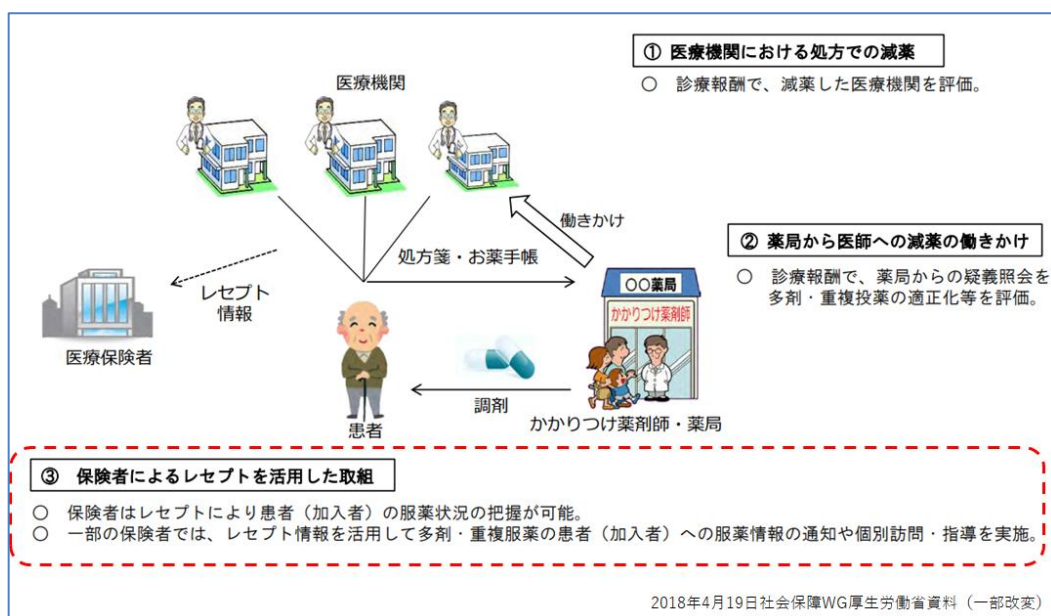 ① 医療機関における処方での減薬
○ 診療報酬で、減薬した医療機関を評価。
医療機関
働きかけ
② 薬局から医師への減薬の働きかけ
○ 診療報酬で、薬局からの疑義照会を
多剤・重複投薬の適正化等を評価。
処方箋・お薬手帳
レセプト
情報
医療保険者
〇〇薬局
かかりつけ薬剤師
調剤
患者
かかりつけ薬剤師・薬局
③ 保険者によるレセプトを活用した取組
○ 保険者はレセプトにより患者（加入者）の服薬状況の把握が可能。
○ 一部の保険者では、レセプト情報を活用して多剤・重複服薬の患者（加入者）への服薬情報の通知や個別訪問・指導を実施。
2018年4月19日社会保障WG厚生労働省資料（一部改変）